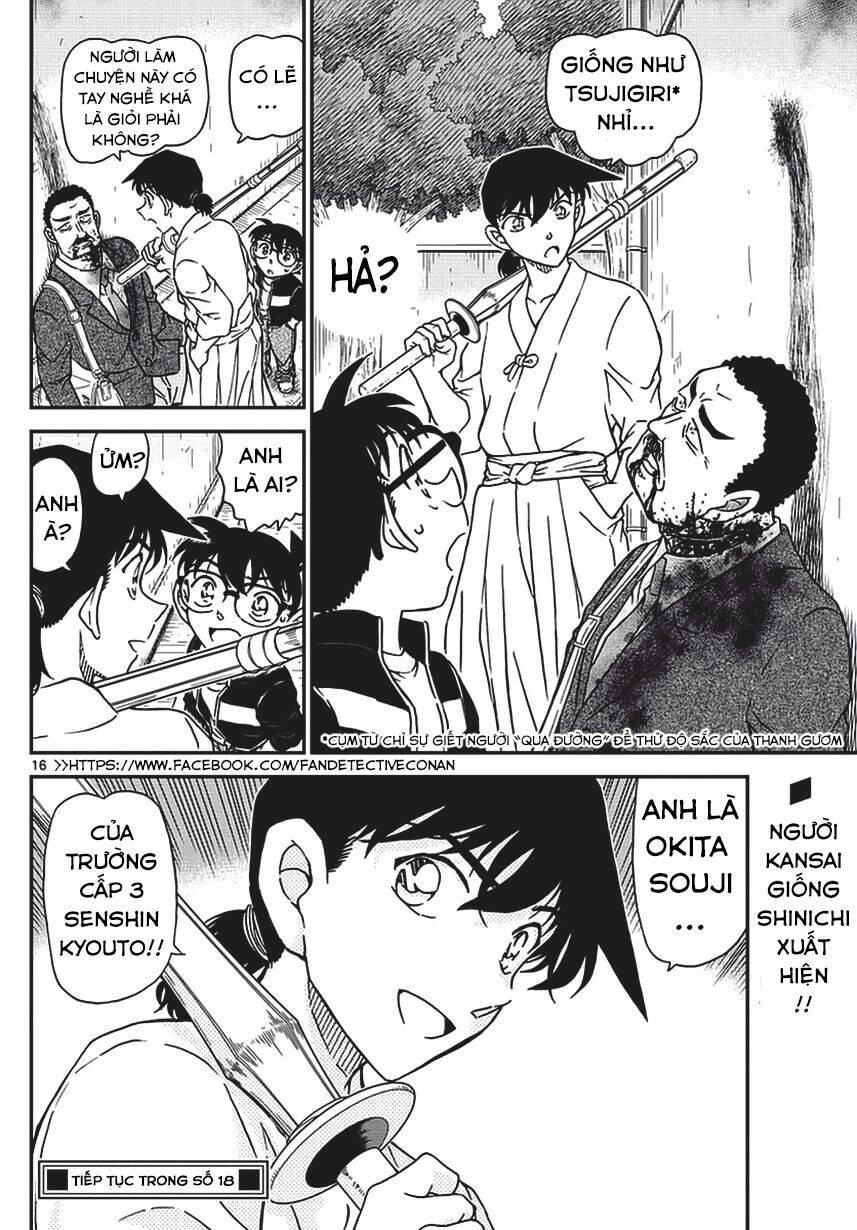 GIỐNG NHƯ
TSUJIGIRI*
NHỈ...
HẢ?
*CỤM TỪ CHỈ SỰ GIẾT NGƯỜI "QUA ĐƯỜNG" ĐỂ THỬ ĐỘ SẮC CỦA THANH GƯƠM
CÓ LẼ
...
NGƯỜI LÀM
CHUYỆN NÀY CÓ
TAY NGHỀ KHÁ
LÀ GIỎI PHẢI
KHÔNG?
ANH
LÀ AI?
ỬM?
ANH
À?
16 >>HTTPS://WWW.FACEBOOK.COM/FANDETECTIVECONAN
NGƯỜI
KANSAI
GIỐNG
SHINICHI
XUẤT
HIỆN
!!
ANH LÀ
OKITA
SOUJI
...
CỦA
TRƯỜNG
CẤP 3
SENSHIN
KYOUTO!!
TIẾP TỤC TRONG SỐ 18